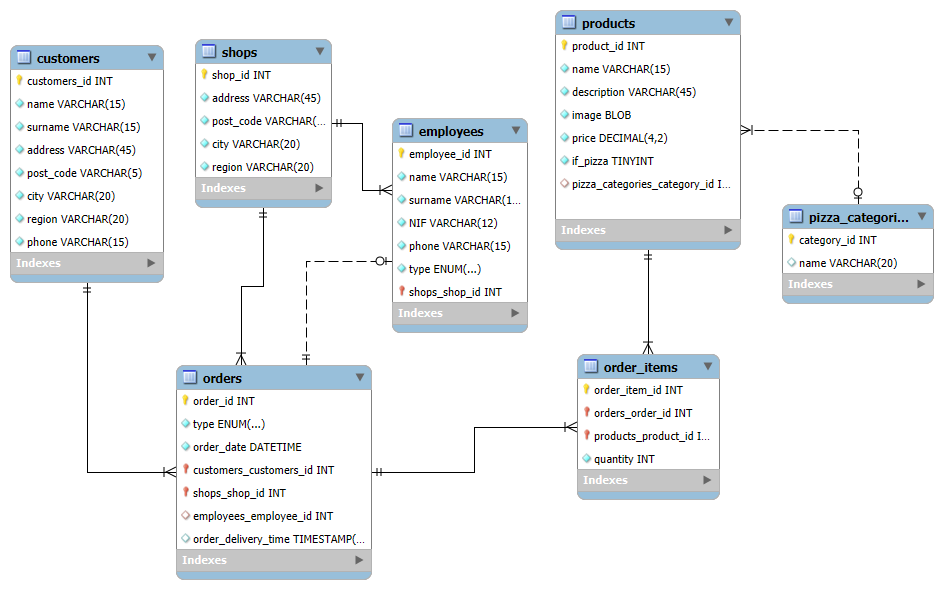 customers
customers_id INT
name VARCHAR(15)
surname VARCHAR(15)
address VARCHAR(45)
post_code VARCHAR(5)
city VARCHAR(20)
region VARCHAR(20)
phone VARCHAR(15)
Indexes
shops
shop_id INT
address VARCHAR(45)
post_code VARCHAR(...
city VARCHAR(20)
region VARCHAR(20)
Indexes
employees
employee_id INT
name VARCHAR(15)
surname VARCHAR(1...
NIF VARCHAR(12)
phone VARCHAR(15)
type ENUM(...)
shops_shop_id INT
Indexes
products
product_id INT
name VARCHAR(15)
description VARCHAR(45)
image BLOB
price DECIMAL(4,2)
if_pizza TINYINT
pizza_categories_category_id I...
Indexes
pizza_categori...
category_id INT
name VARCHAR(20)
Indexes
orders
order_id INT
type ENUM(...)
order_date DATETIME
customers_customers_id INT
shops_shop_id INT
employees_employee_id INT
order_delivery_time TIMESTAMP(...
Indexes
order_items
order_item_id INT
orders_order_id INT
products_product_id I...
quantity INT
Indexes